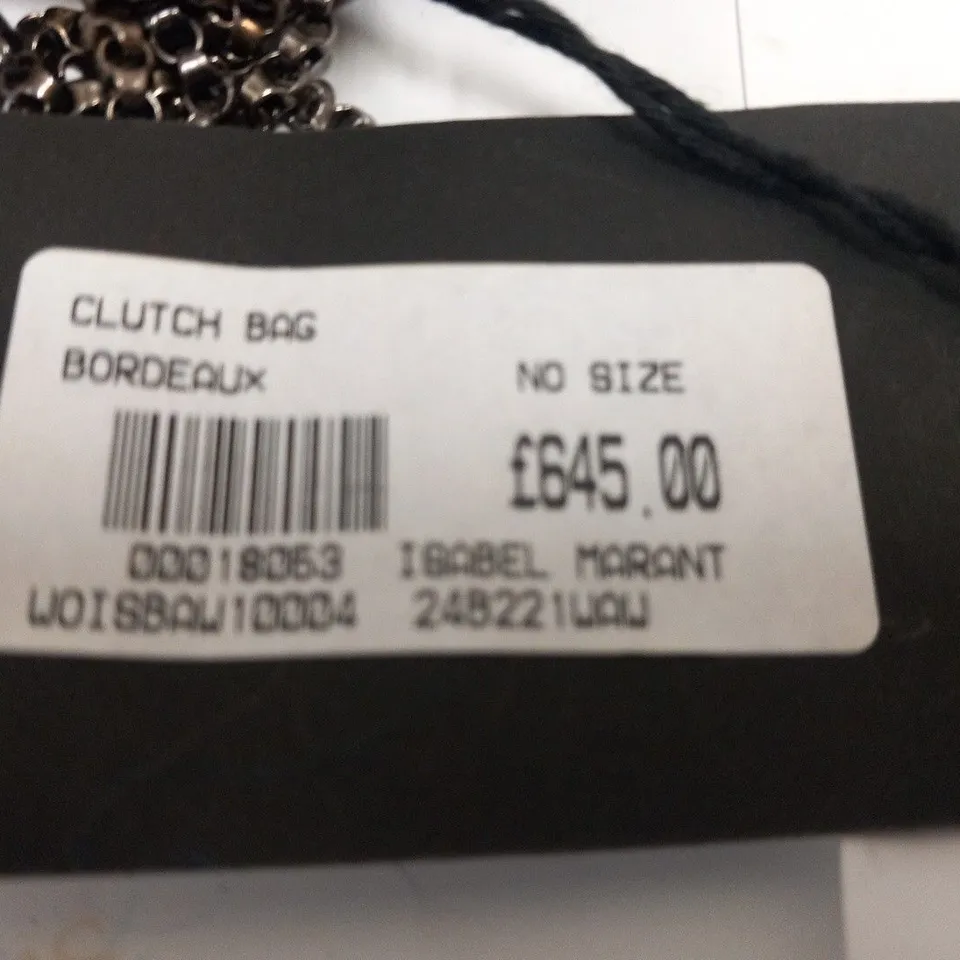 CLUTCH BAG
BORDEAUX
NO SIZE
£645.00
00018053 ISABEL MARANT
WOISBAW10004 248221WAW